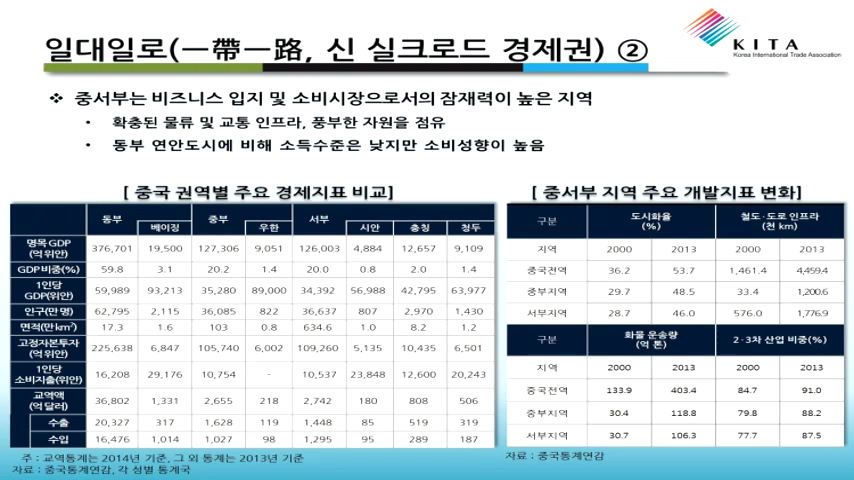 일대일로(一帶一路, 신 실크로드 경제권) ②
KITA
Korea International Trade Association
❖ 중서부는 비즈니스 입지 및 소비시장으로서의 잠재력이 높은 지역
• 확충된 물류 및 교통 인프라, 풍부한 자원을 점유
• 동부 연안도시에 비해 소득수준은 낮지만 소비성향이 높음
[ 중국 권역별 주요 경제지표 비교]
동부 베이징 중부 우한 서부 시안 충칭 청두
명목 GDP (억 위안) 376,701 19,500 127,306 9,051 126,003 4,884 12,657 9,109
GDP 비중(%) 59.8 3.1 20.2 1.4 20.0 0.8 2.0 1.4
1인당 GDP(위안) 59,989 93,213 35,280 89,000 34,392 56,988 42,795 63,977
인구(만 명) 62,795 2,115 36,085 822 36,637 807 2,970 1,430
면적(만 km²) 17.3 1.6 103 0.8 634.6 1.0 8.2 1.2
고정자본투자 (억 위안) 225,638 6,847 105,740 6,002 109,260 5,135 10,435 6,501
1인당 소비지출(위안) 16,208 29,176 10,754 - 10,537 23,848 12,600 20,243
교역액 (억 달러) 36,802 1,331 2,655 218 2,742 180 808 506
수출 20,327 317 1,628 119 1,448 85 519 319
수입 16,476 1,014 1,027 98 1,295 95 289 187
주 : 교역통계는 2014년 기준, 그 외 통계는 2013년 기준
자료 : 중국통계연감, 각 성별 통계국
[ 중서부 지역 주요 개발지표 변화]
구분 도시화율 (%) 철도·도로 인프라 (천 km)
지역 2000 2013 2000 2013
중국전역 36.2 53.7 1,461.4 4,459.4
중부지역 29.7 48.5 33.4 1,200.6
서부지역 28.7 46.0 576.0 1,776.9
구분 화물 운송량 (억 톤) 2·3차 산업 비중(%)
지역 2000 2013 2000 2013
중국전역 133.9 403.4 84.7 91.0
중부지역 30.4 118.8 79.8 88.2
서부지역 30.7 106.3 77.7 87.5
자료 : 중국통계연감